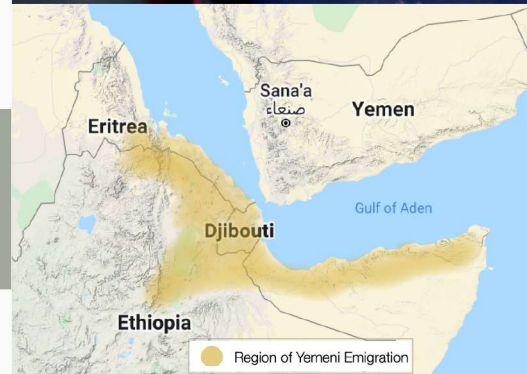 Sana'a
صنعاء
Yemen
Eritrea
Gulf of Aden
Djibouti
Ethiopia
Region of Yemeni Emigration